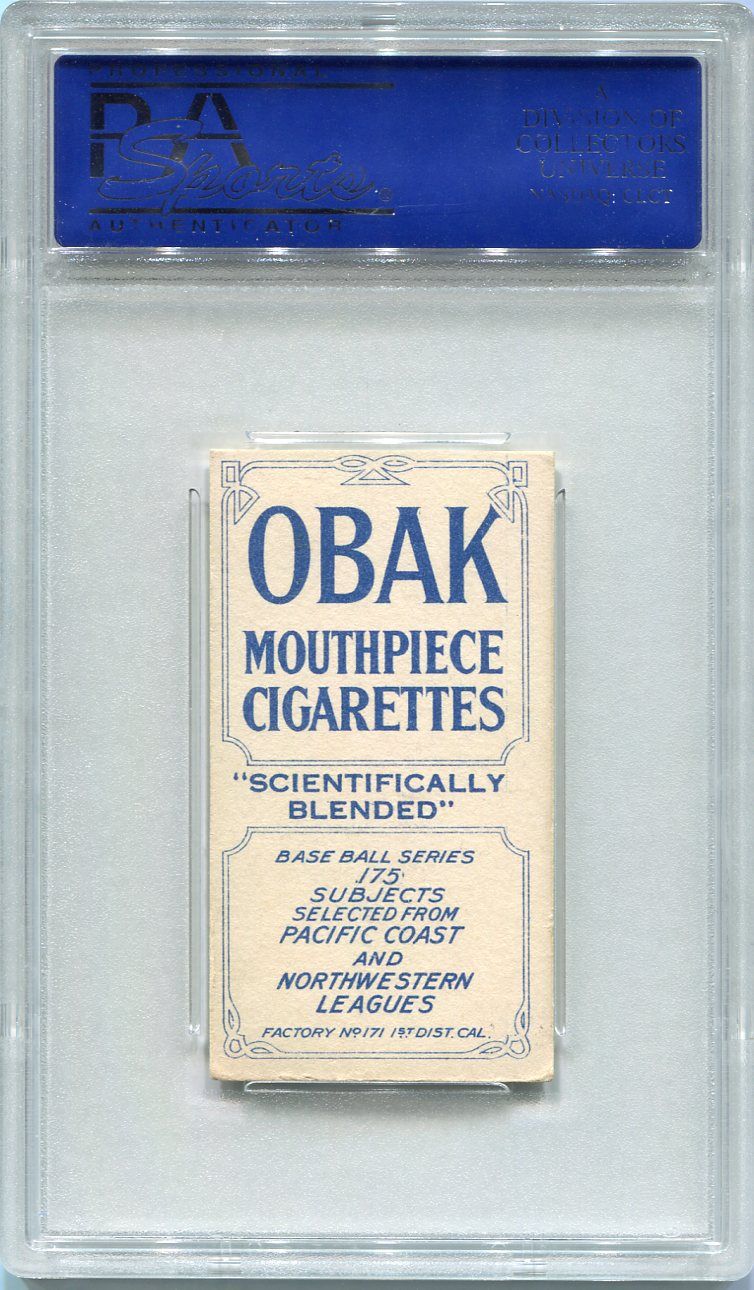 PROFESSIONAL
PSA
Sports®
AUTHENTICATOR
A
DIVISION OF
COLLECTORS
UNIVERSE
NASDAQ: CLCT
OBAK
MOUTHPIECE
CIGARETTES
"SCIENTIFICALLY
BLENDED"
BASE BALL SERIES
175
SUBJECTS
SELECTED FROM
PACIFIC COAST
AND
NORTHWESTERN
LEAGUES
FACTORY Nº 171 1ST DIST. CAL.